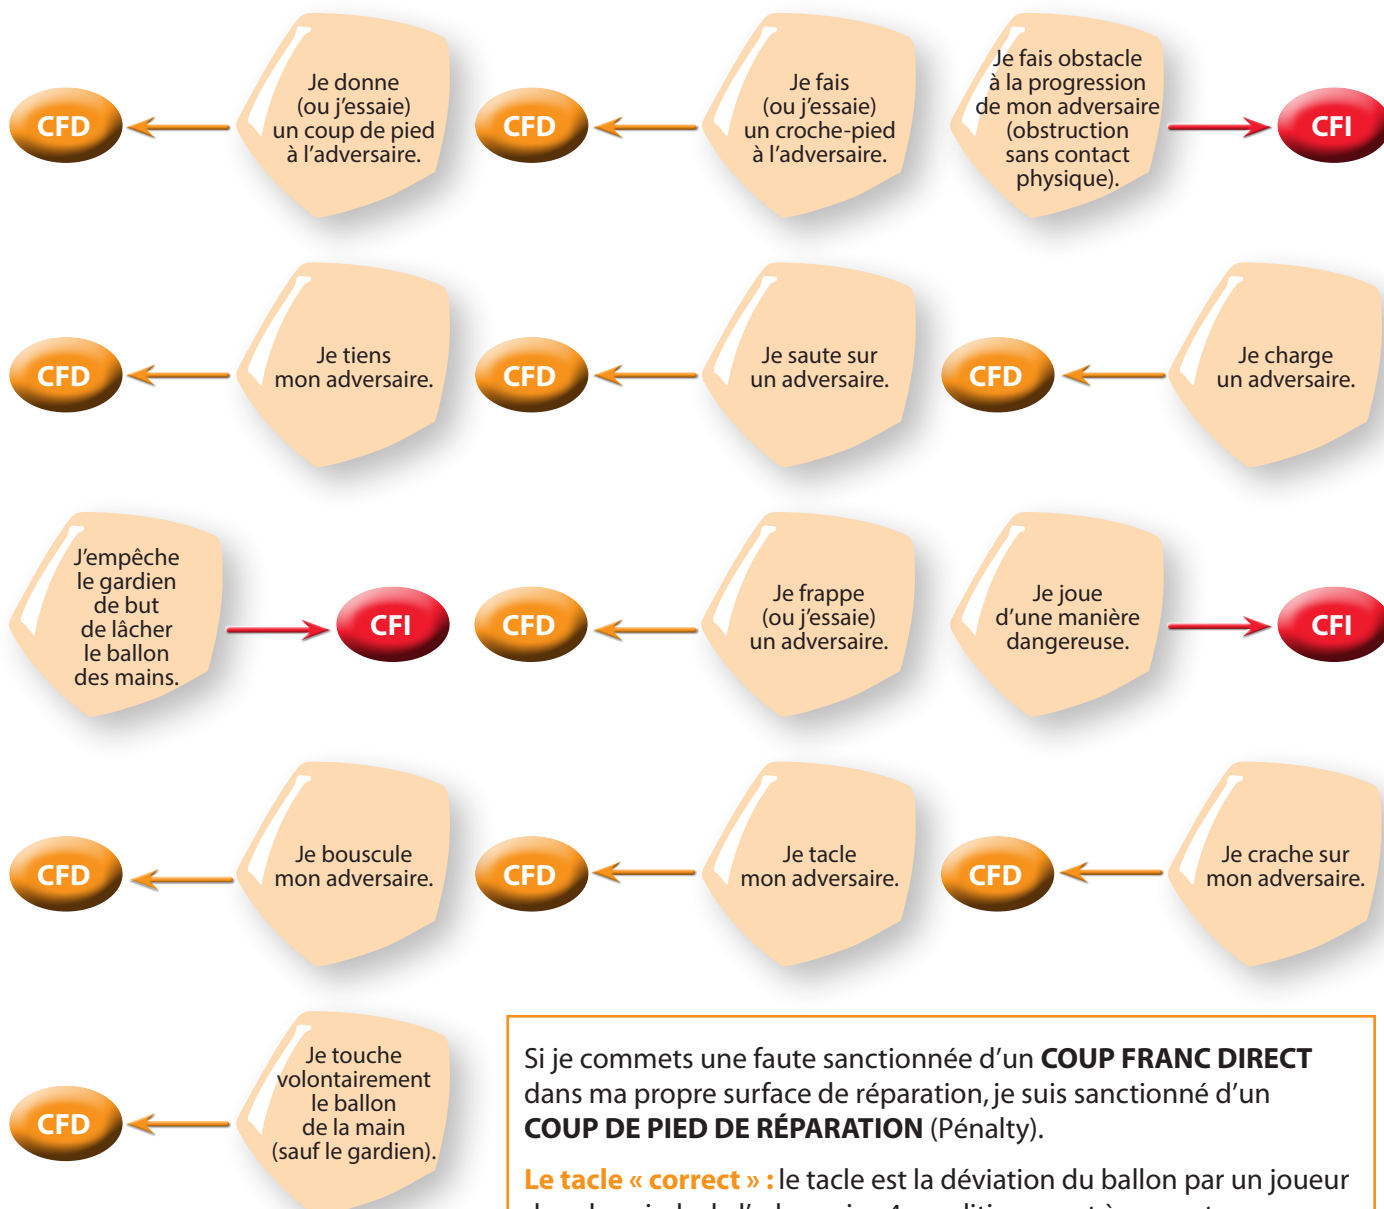 CFD
Je donne
(ou j'essaie)
un coup de pied
à l'adversaire.
CFD
Je fais
(ou j'essaie)
un croche-pied
à l'adversaire.
Je fais obstacle
à la progression
de mon adversaire
(obstruction
sans contact
physique).
CFI
CFD
Je tiens
mon adversaire.
CFD
Je saute sur
un adversaire.
CFD
Je charge
un adversaire.
J'empêche
le gardien
de but
de lâcher
le ballon
des mains.
CFI
CFD
Je frappe
(ou j'essaie)
un adversaire.
Je joue
d'une manière
dangereuse.
CFI
CFD
Je bouscule
mon adversaire.
CFD
Je tacle
mon adversaire.
CFD
Je crache sur
mon adversaire.
CFD
Je touche
volontairement
le ballon
de la main
(sauf le gardien).
Si je commets une faute sanctionnée d'un COUP FRANC DIRECT
dans ma propre surface de réparation, je suis sanctionné d'un
COUP DE PIED DE RÉPARATION (Pénalty).
Le tacle « correct » : le tacle est la déviation du ballon par un joueur